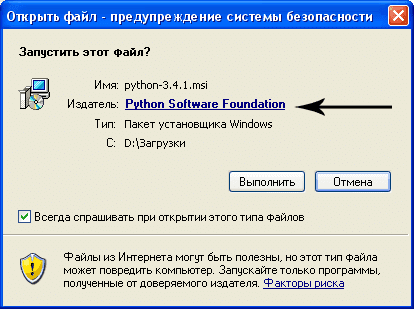 Открыть файл - предупреждение системы безопасности
Запустить этот файл?
Имя: python-3.4.1.msi
Издатель: Python Software Foundation
Тип: Пакет установщика Windows
С: D:\Загрузки
Выполнить Отмена
Всегда спрашивать при открытии этого типа файлов
Файлы из Интернета могут быть полезны, но этот тип файла
может повредить компьютер. Запускайте только программы,
полученные от доверяемого издателя. Факторы риска